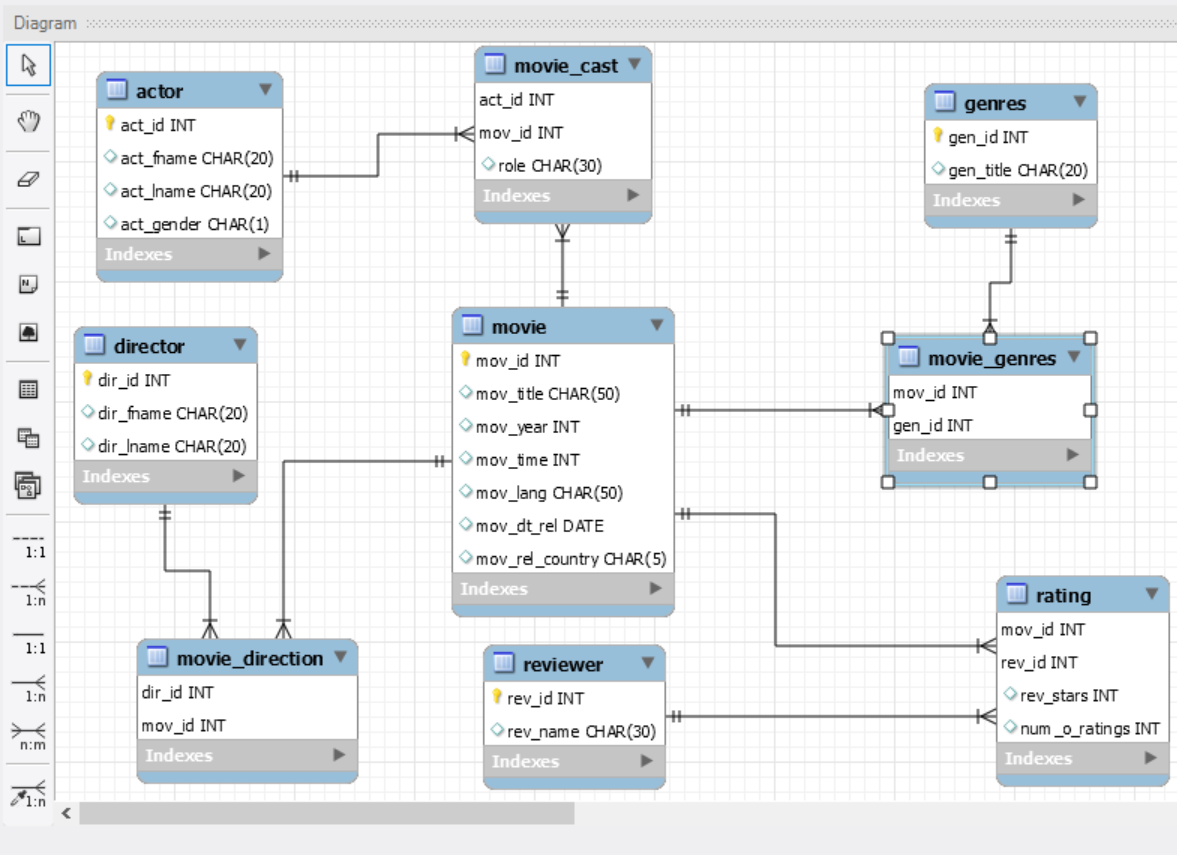 Diagram
actor
act_id INT
act_fname CHAR(20)
act_lname CHAR(20)
act_gender CHAR(1)
Indexes
movie_cast
act_id INT
mov_id INT
role CHAR(30)
Indexes
genres
gen_id INT
gen_title CHAR(20)
Indexes
director
dir_id INT
dir_fname CHAR(20)
dir_lname CHAR(20)
Indexes
movie
mov_id INT
mov_title CHAR(50)
mov_year INT
mov_time INT
mov_lang CHAR(50)
mov_dt_rel DATE
mov_rel_country CHAR(5)
Indexes
movie_genres
mov_id INT
gen_id INT
Indexes
movie_direction
dir_id INT
mov_id INT
Indexes
reviewer
rev_id INT
rev_name CHAR(30)
Indexes
rating
mov_id INT
rev_id INT
rev_stars INT
num_o_ratings INT
Indexes
N
1:1
1:n
1:1
1:n
n:m
1:n